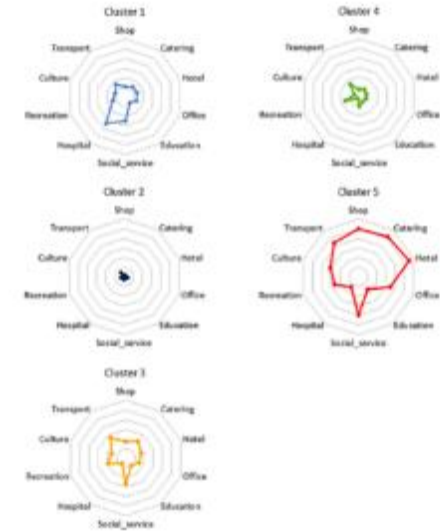 Cluster 1
Shop
Transport Catering
Culture Hotel
Recreation Office
Hospital Education
Social_service
Cluster 4
Shop
Transport Catering
Culture Hotel
Recreation Office
Hospital Education
Social_service
Cluster 2
Shop
Transport Catering
Culture Hotel
Recreation Office
Hospital Education
Social_service
Cluster 5
Shop
Transport Catering
Culture Hotel
Recreation Office
Hospital Education
Social_service
Cluster 3
Shop
Transport Catering
Culture Hotel
Recreation Office
Hospital Education
Social_service